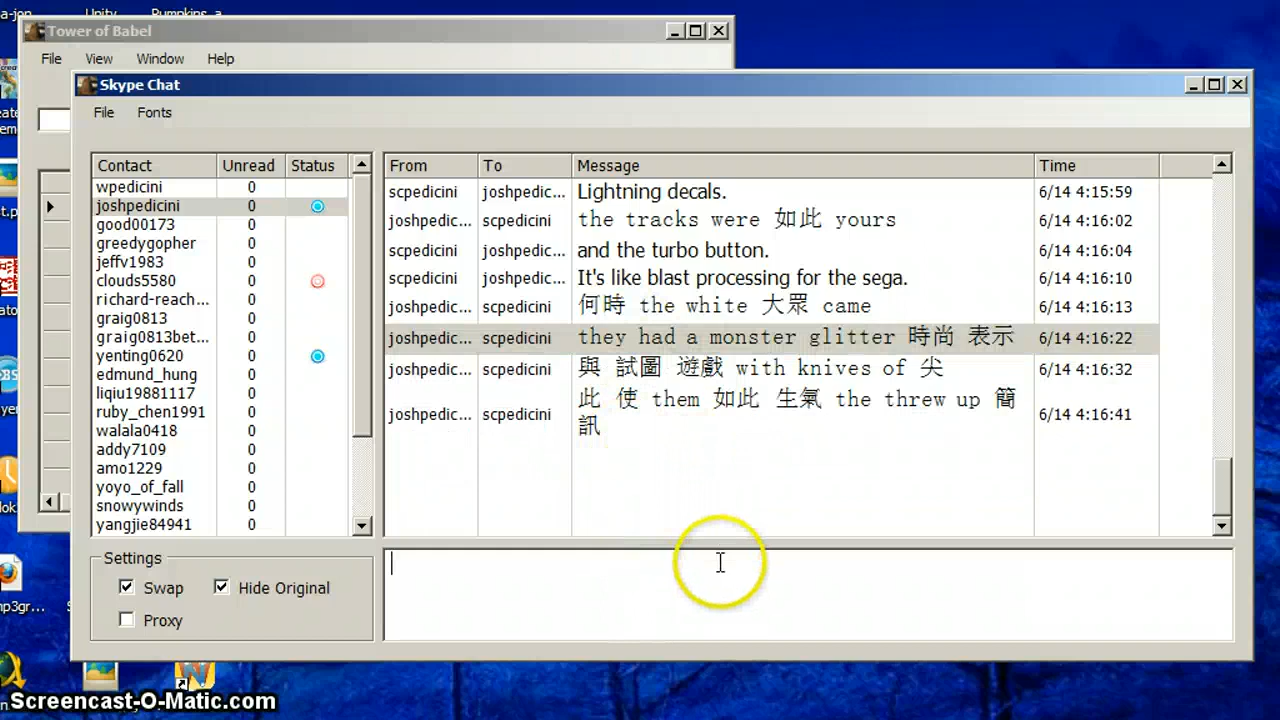 Unity
Pumpkins_a
Tower of Babel
File View Window Help
Skype Chat
File Fonts
Contact Unread Status
wpedicini 0
joshpedicini 0
good00173 0
greedygopher 0
jeffv1983 0
clouds5580 0
richard-reach... 0
graig0813 0
graig0813bet... 0
yenting0620 0
edmund_hung 0
liqiu19881117 0
ruby_chen1991 0
walala0418 0
addy7109 0
amo1229 0
yoyo_of_fall 0
snowywinds 0
yangjie84941 0
From To Message Time
scpedicini joshpedic... Lightning decals. 6/14 4:15:59
joshpedic... scpedicini the tracks were 如此 yours 6/14 4:16:02
scpedicini joshpedic... and the turbo button. 6/14 4:16:04
scpedicini joshpedic... It's like blast processing for the sega. 6/14 4:16:10
joshpedic... scpedicini 何時 the white 大眾 came 6/14 4:16:13
joshpedic... scpedicini they had a monster glitter 時尚 表示 6/14 4:16:22
joshpedic... scpedicini 與 試圖 遊戲 with knives of 尖 6/14 4:16:32
joshpedic... scpedicini 此 使 them 如此 生氣 the threw up 簡 6/14 4:16:41
訊
Settings
Swap Hide Original
Proxy
Screencast-O-Matic.com